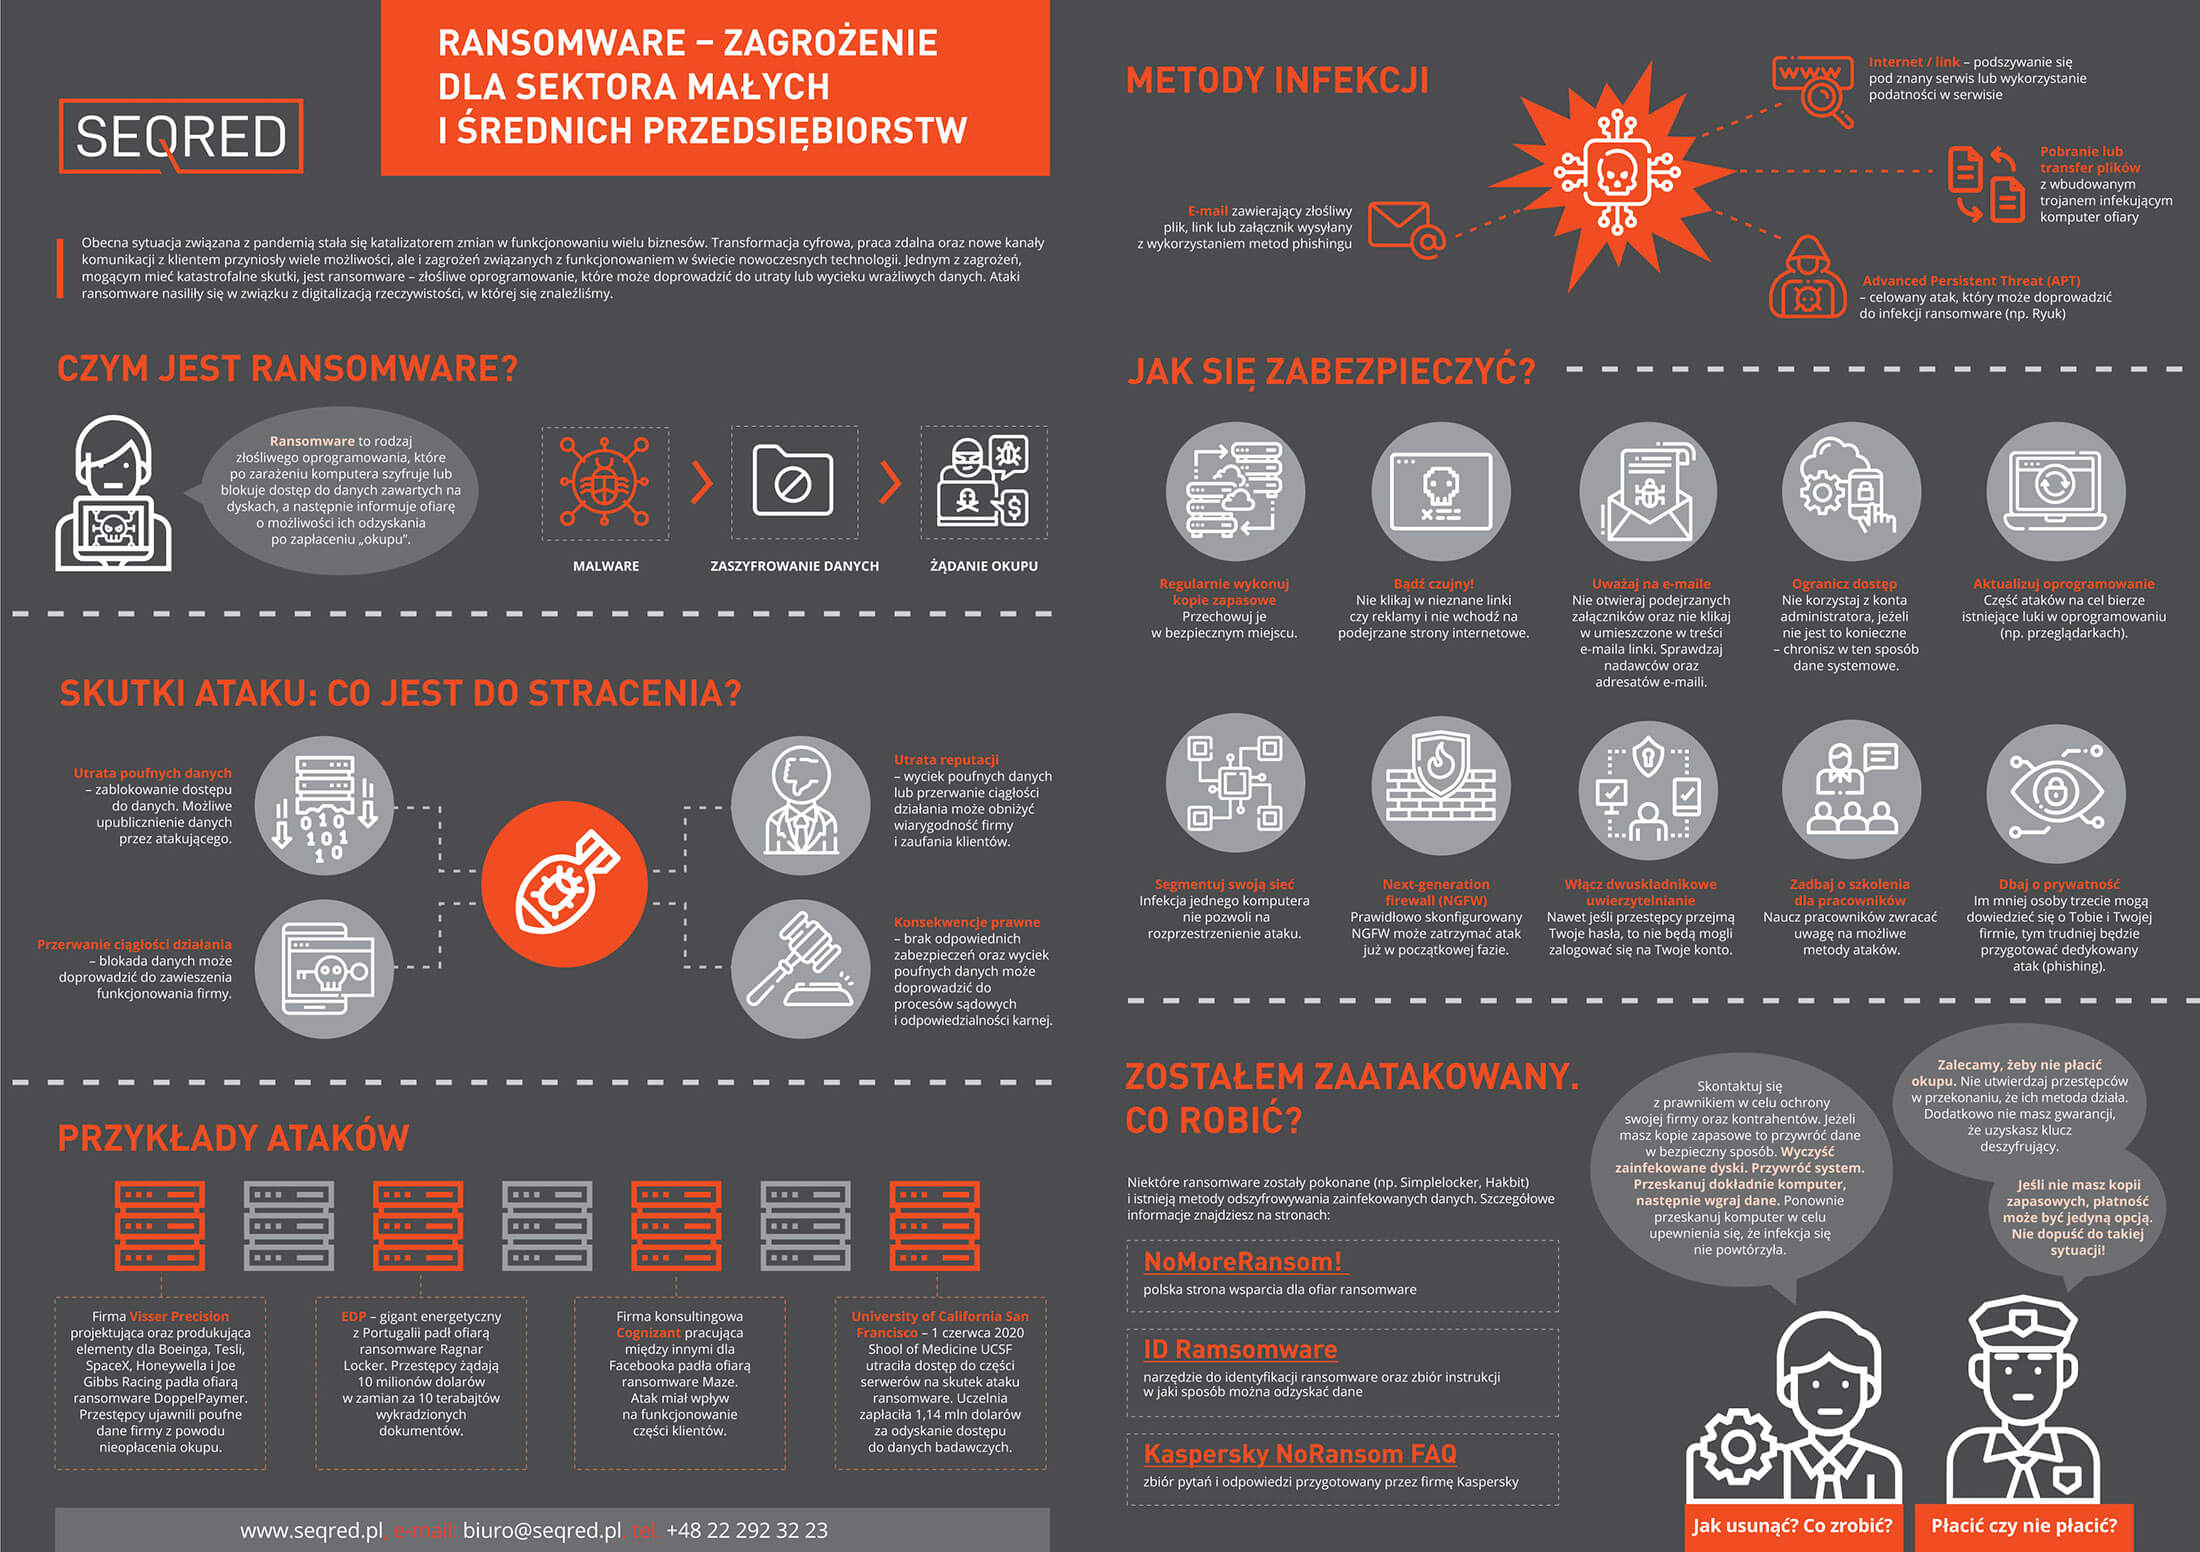 RANSOMWARE – ZAGROŻENIE
DLA SEKTORA MAŁYCH
I ŚREDNICH PRZEDSIĘBIORSTW
SEQRED
Obecna sytuacja związana z pandemią stała się katalizatorem zmian w funkcjonowaniu wielu biznesów. Transformacja cyfrowa, praca zdalna oraz nowe kanały
komunikacji z klientem przyniosły wiele możliwości, ale i zagrożeń związanych z funkcjonowaniem w świecie nowoczesnych technologii. Jednym z zagrożeń,
mogącym mieć katastrofalne skutki, jest ransomware – złośliwe oprogramowanie, które może doprowadzić do utraty lub wycieku wrażliwych danych. Ataki
ransomware nasiliły się w związku z digitalizacją rzeczywistości, w której się znaleźliśmy.
CZYM JEST RANSOMWARE?
Ransomware to rodzaj
złośliwego oprogramowania, które
po zarażeniu komputera szyfruje lub
blokuje dostęp do danych zawartych na
dyskach, a następnie informuje ofiarę
o możliwości ich odzyskania
po zapłaceniu „okupu”.
MALWARE
ZASZYFROWANIE DANYCH
$
ŻĄDANIE OKUPU
SKUTKI ATAKU: CO JEST DO STRACENIA?
Utrata poufnych danych
– zablokowanie dostępu
do danych. Możliwe
upublicznienie danych
przez atakującego.
010
101
10
Przerwanie ciągłości działania
– blokada danych może
doprowadzić do zawieszenia
funkcjonowania firmy.
Utrata reputacji
– wyciek poufnych danych
lub przerwanie ciągłości
działania może obniżyć
wiarygodność firmy
i zaufania klientów.
Konsekwencje prawne
– brak odpowiednich
zabezpieczeń oraz wyciek
poufnych danych może
doprowadzić do
procesów sądowych
i odpowiedzialności karnej.
PRZYKŁADY ATAKÓW
Firma Visser Precision
projektująca oraz produkująca
elementy dla Boeinga, Tesli,
SpaceX, Honeywella i Joe
Gibbs Racing padła ofiarą
ransomware DoppelPaymer.
Przestępcy ujawnili poufne
dane firmy z powodu
nieopłacenia okupu.
EDP – gigant energetyczny
z Portugalii padł ofiarą
ransomware Ragnar
Locker. Przestępcy żądają
10 milionów dolarów
w zamian za 10 terabajtów
wykradzionych
dokumentów.
Firma konsultingowa
Cognizant pracująca
między innymi dla
Facebooka padła ofiarą
ransomware Maze.
Atak miał wpływ
na funkcjonowanie
części klientów.
University of California San
Francisco – 1 czerwca 2020
Shool of Medicine UCSF
utraciła dostęp do części
serwerów na skutek ataku
ransomware. Uczelnia
zapłaciła 1,14 mln dolarów
za odyskanie dostępu
do danych badawczych.
www.seqred.pl, e-mail: biuro@seqred.pl, tel. +48 22 292 32 23
METODY INFEKCJI
E-mail zawierający złośliwy
plik, link lub załącznik wysyłany
z wykorzystaniem metod phishingu
WWW
Internet / link – podszywanie się
pod znany serwis lub wykorzystanie
podatności w serwisie
Pobranie lub
transfer plików
z wbudowanym
trojanem infekującym
komputer ofiary
Advanced Persistent Threat (APT)
– celowany atak, który może doprowadzić
do infekcji ransomware (np. Ryuk)
JAK SIĘ ZABEZPIECZYĆ?
Regularnie wykonuj
kopie zapasowe
Przechowuj je
w bezpiecznym miejscu.
Bądź czujny!
Nie klikaj w nieznane linki
czy reklamy i nie wchodź na
podejrzane strony internetowe.
Uważaj na e-maile
Nie otwieraj podejrzanych
załączników oraz nie klikaj
w umieszczone w treści
e-maila linki. Sprawdzaj
nadawców oraz
adresatów e-maili.
Ogranicz dostęp
Nie korzystaj z konta
administratora, jeżeli
nie jest to konieczne
– chronisz w ten sposób
dane systemowe.
Aktualizuj oprogramowanie
Część ataków na cel bierze
istniejące luki w oprogramowaniu
(np. przeglądarkach).
Segmentuj swoją sieć
Infekcja jednego komputera
nie pozwoli na
rozprzestrzenienie ataku.
Next-generation
firewall (NGFW)
Prawidłowo skonfigurowany
NGFW może zatrzymać atak
już w początkowej fazie.
Włącz dwuskładnikowe
uwierzytelnianie
Nawet jeśli przestępcy przejmą
Twoje hasła, to nie będą mogli
zalogować się na Twoje konto.
Zadbaj o szkolenia
dla pracowników
Naucz pracowników zwracać
uwagę na możliwe
metody ataków.
Dbaj o prywatność
Im mniej osoby trzecie mogą
dowiedzieć się o Tobie i Twojej
firmie, tym trudniej będzie
przygotować dedykowany
atak (phishing).
ZOSTAŁEM ZAATAKOWANY.
CO ROBIĆ?
Niektóre ransomware zostały pokonane (np. Simplelocker, Hakbit)
i istnieją metody odszyfrowywania zainfekowanych danych. Szczegółowe
informacje znajdziesz na stronach:
NoMoreRansom!
polska strona wsparcia dla ofiar ransomware
ID Ramsomware
narzędzie do identyfikacji ransomware oraz zbiór instrukcji
w jaki sposób można odzyskać dane
Kaspersky NoRansom FAQ
zbiór pytań i odpowiedzi przygotowany przez firmę Kaspersky
Skontaktuj się
z prawnikiem w celu ochrony
swojej firmy oraz kontrahentów. Jeżeli
masz kopie zapasowe to przywróć dane
w bezpieczny sposób. Wyczyść
zainfekowane dyski. Przywróć system.
Przeskanuj dokładnie komputer,
następnie wgraj dane. Ponownie
przeskanuj komputer w celu
upewnienia się, że infekcja się
nie powtórzyła.
Zalecamy, żeby nie płacić
okupu. Nie utwierdzaj przestępców
w przekonaniu, że ich metoda działa.
Dodatkowo nie masz gwarancji,
że uzyskasz klucz
deszyfrujący.
Jeśli nie masz kopii
zapasowych, płatność
może być jedyną opcją.
Nie dopuść do takiej
sytuacji!
Jak usunąć? Co zrobić?
Płacić czy nie płacić?